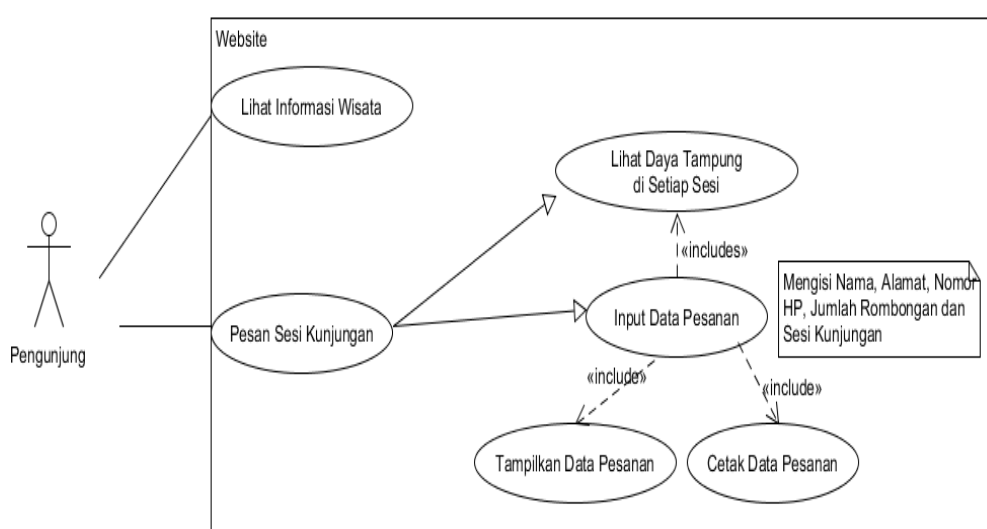 Website
Lihat Informasi Wisata
Lihat Daya Tampung
di Setiap Sesi
«includes»
Mengisi Nama, Alamat, Nomor
HP, Jumlah Rombongan dan
Sesi Kunjungan
Input Data Pesanan
Pesan Sesi Kunjungan
Pengunjung
«include»
«include»
Tampilkan Data Pesanan
Cetak Data Pesanan